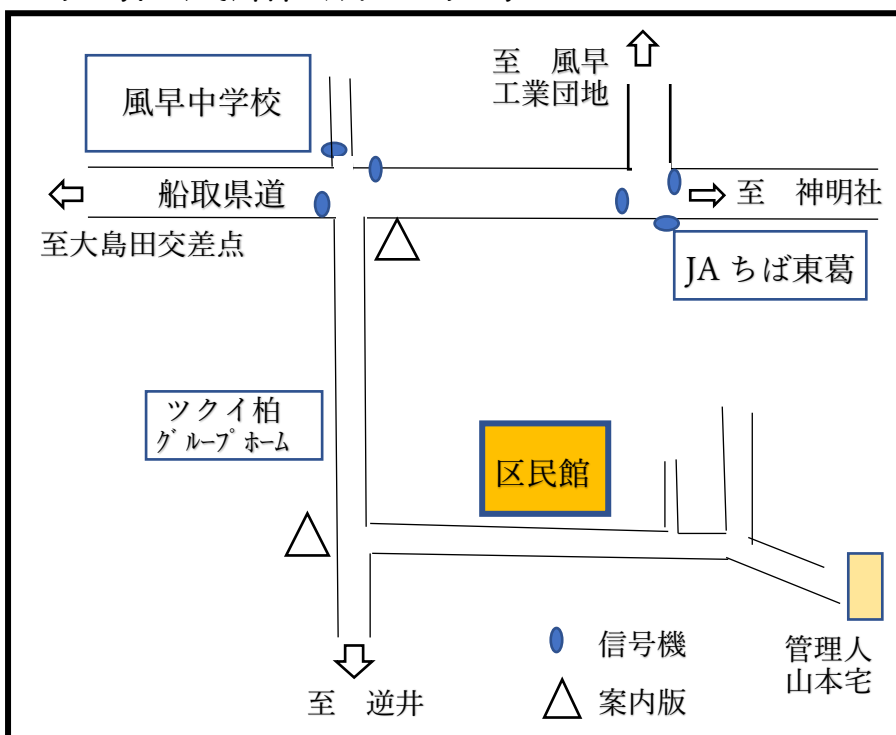 至　風早
工業団地
風早中学校
船取県道
至　神明社
至大島田交差点
JAちば東葛
ツクイ柏
ｸﾞﾙｰﾌﾟﾎｰﾑ
区民館
信号機
管理人
山本宅
案内版
至　逆井